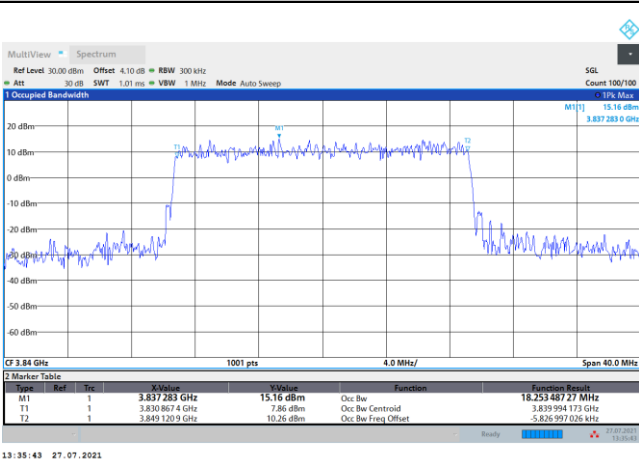 MultiView Spectrum
Ref Level 30.00 dBm Offset 4.10 dB RBW 300 kHz SGL
Att 30 dB SWT 1.01 ms VBW 1 MHz Mode Auto Sweep Count 100/100
1 Occupied Bandwidth 1Pk Max
M1[1] 15.16 dBm
3.837 283 0 GHz
20 dBm
M1
T1
T2
10 dBm
0 dBm
-10 dBm
-20 dBm
-30 dBm
-40 dBm
-50 dBm
-60 dBm
CF 3.84 GHz 1001 pts 4.0 MHz/ Span 40.0 MHz
2 Marker Table
Type Ref Trc X-Value Y-Value Function Function Result
M1 1 3.837 283 GHz 15.16 dBm Occ Bw 18.253 487 27 MHz
T1 1 3.830 867 4 GHz 7.86 dBm Occ Bw Centroid 3.839 994 173 GHz
T2 1 3.849 120 9 GHz 10.26 dBm Occ Bw Freq Offset -5.826 997 026 kHz
Ready 27.07.2021
13:35:43
13:35:43 27.07.2021